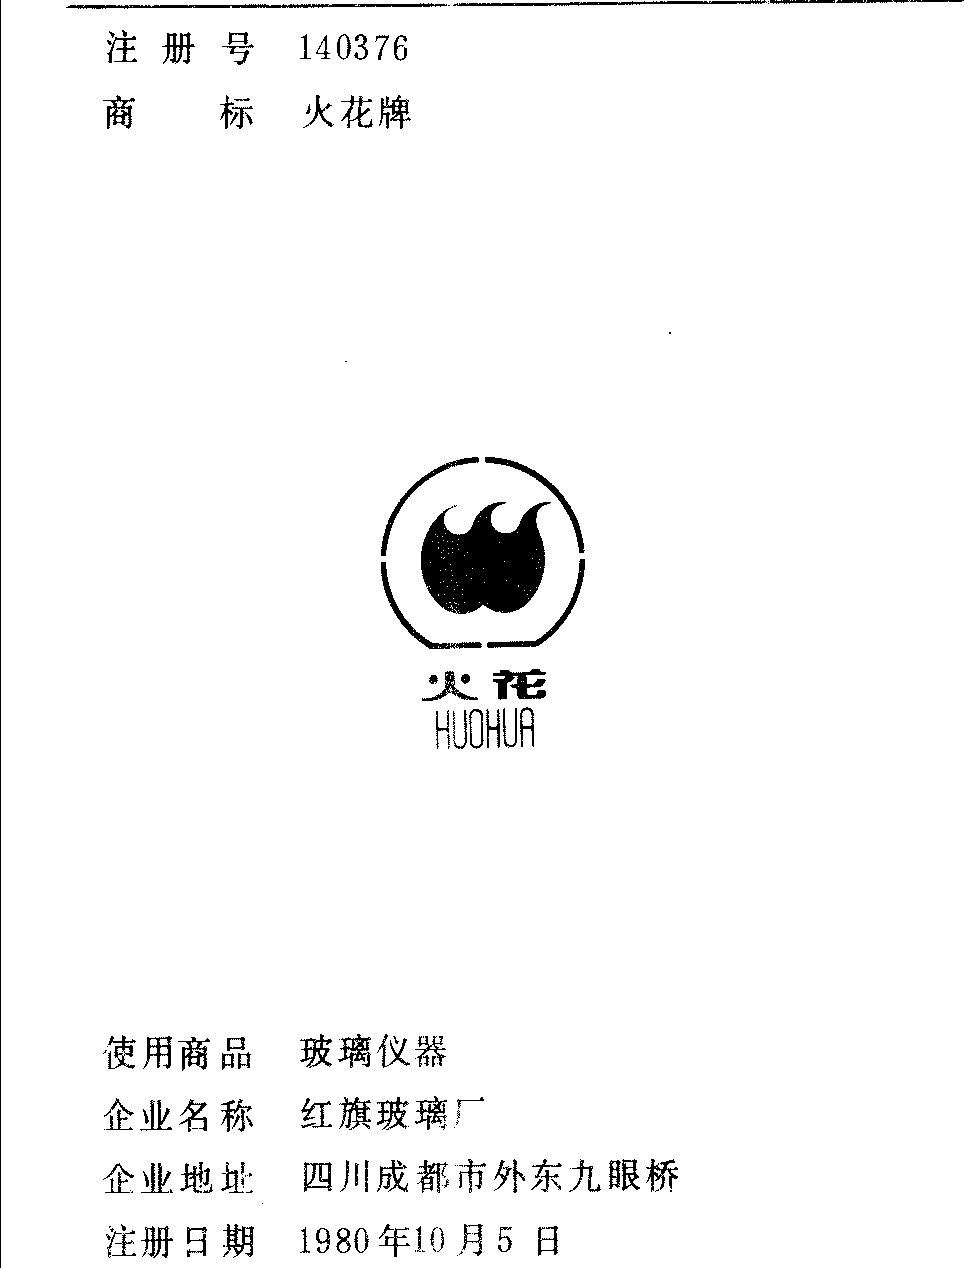 注册号 140376
商标 火花牌
火花
HUOHUA
使用商品 玻璃仪器
企业名称 红旗玻璃厂
企业地址 四川成都市外东九眼桥
注册日期 1980年10月5日